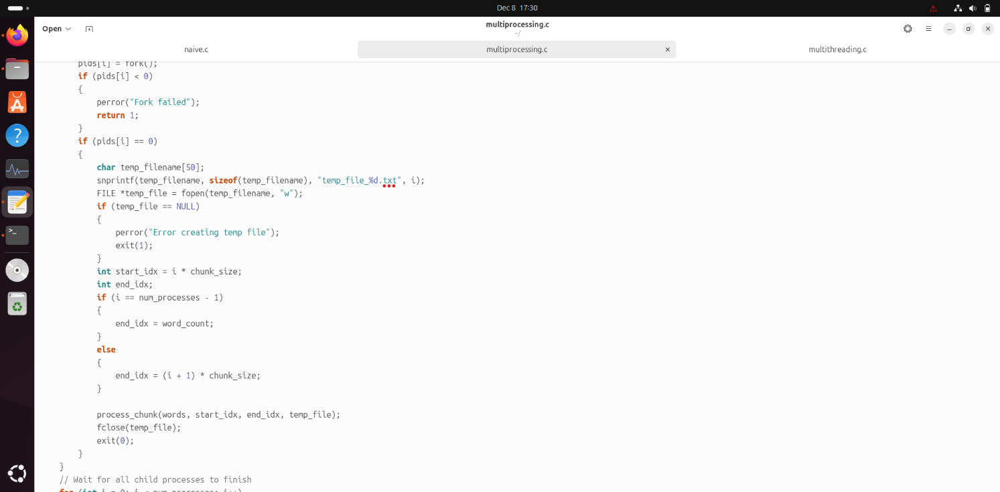 Dec 8 17:30
Open
multiprocessing.c
~/
naive.c
multiprocessing.c
multithreading.c
pids[i] = fork();
if (pids[i] < 0)
{
perror("Fork failed");
return 1;
}
if (pids[i] == 0)
{
char temp_filename[50];
snprintf(temp_filename, sizeof(temp_filename), "temp_file_%d.txt", i);
FILE *temp_file = fopen(temp_filename, "w");
if (temp_file == NULL)
{
perror("Error creating temp file");
exit(1);
}
int start_idx = i * chunk_size;
int end_idx;
if (i == num_processes - 1)
{
end_idx = word_count;
}
else
{
end_idx = (i + 1) * chunk_size;
}
process_chunk(words, start_idx, end_idx, temp_file);
fclose(temp_file);
exit(0);
}
}
// Wait for all child processes to finish
for (int i = 0; i < num_processes; i++)